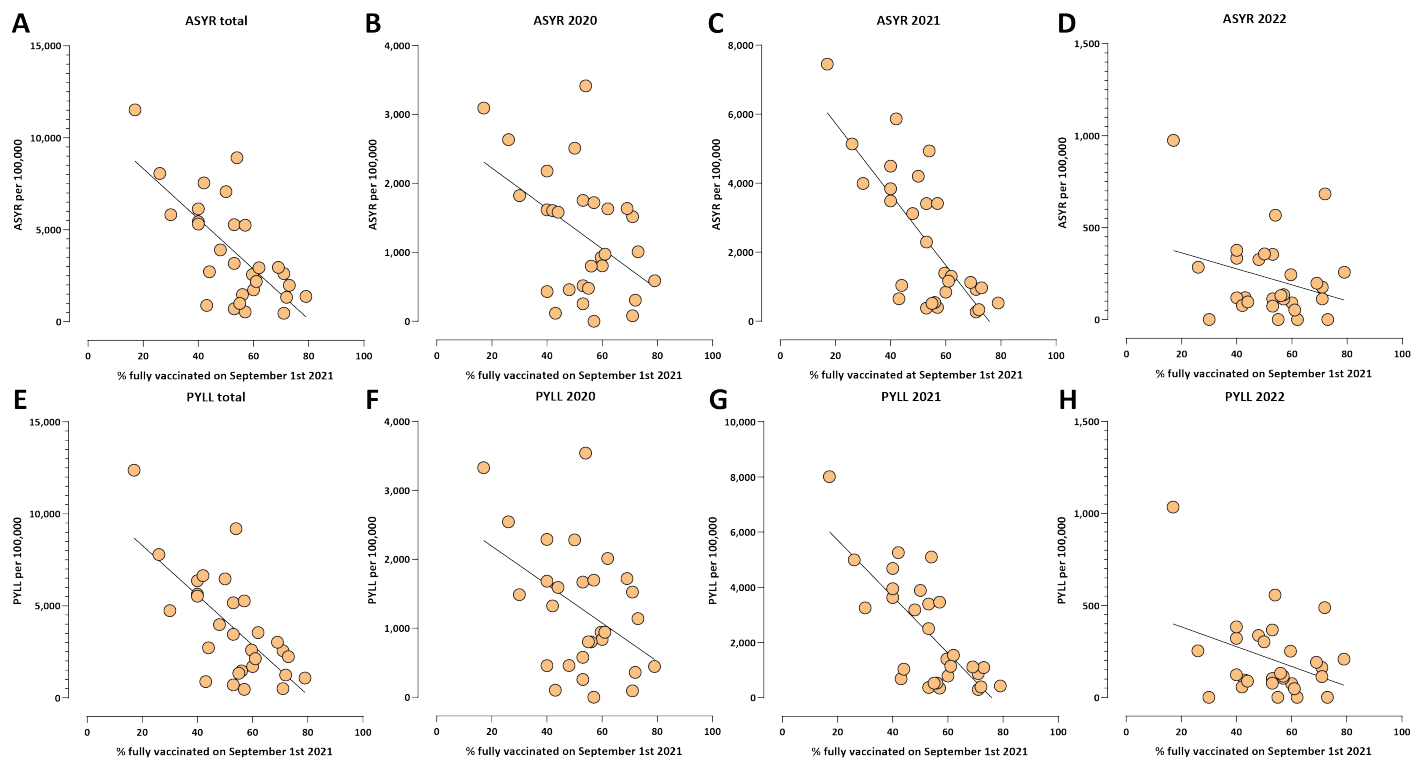 A
ASYR total
15,000
10,000
5,000
0
ASYR per 100,000
0 20 40 60 80 100
% fully vaccinated on September 1st 2021
B
ASYR 2020
4,000
3,000
2,000
1,000
0
ASYR per 100,000
0 20 40 60 80 100
% fully vaccinated on September 1st 2021
C
ASYR 2021
8,000
6,000
4,000
2,000
0
ASYR per 100,000
0 20 40 60 80 100
% fully vaccinated at September 1st 2021
D
ASYR 2022
1,500
1,000
500
0
ASYR per 100,000
0 20 40 60 80 100
% fully vaccinated on September 1st 2021
E
PYLL total
15,000
10,000
5,000
0
PYLL per 100,000
0 20 40 60 80 100
% fully vaccinated on September 1st 2021
F
PYLL 2020
4,000
3,000
2,000
1,000
0
PYLL per 100,000
0 20 40 60 80 100
% fully vaccinated on September 1st 2021
G
PYLL 2021
10,000
8,000
6,000
4,000
2,000
0
PYLL per 100,000
0 20 40 60 80 100
% fully vaccinated on September 1st 2021
H
PYLL 2022
1,500
1,000
500
0
PYLL per 100,000
0 20 40 60 80 100
% fully vaccinated on September 1st 2021